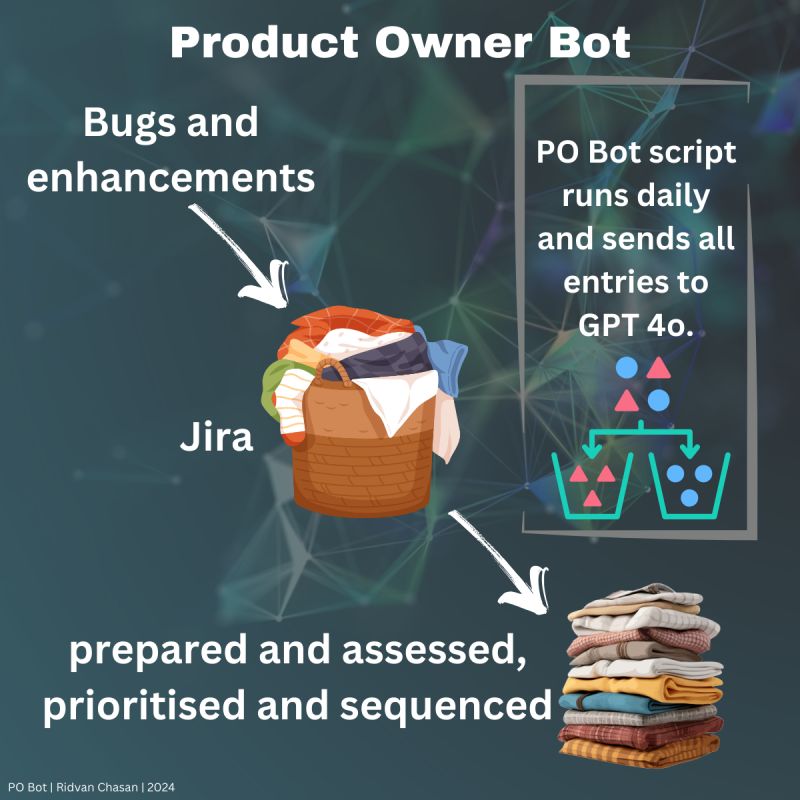 Product Owner Bot
Bugs and
enhancements
PO Bot script
runs daily
and sends all
entries to
GPT 4o.
Jira
prepared and assessed,
prioritised and sequenced
PO Bot | Ridvan Chasan | 2024